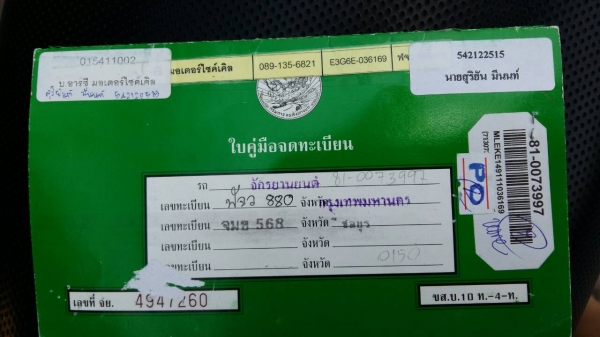 015411002
บ.อาร์ซี มอเตอร์ไซค์เคิล
มอเตอร์ไซค์เคิล 089-135-6821 E3G6E-036169
542122515
นายสุริยัน มีนนท์
ใบคู่มือจดทะเบียน
รถ จักรยานยนต์ 81-0073997
เลขทะเบียน 880 จังหวัด กรุงเทพมหานคร
เลขทะเบียน จมฮ 568 จังหวัด ชลบุรี
เลขทะเบียน จังหวัด
เลขทะเบียน จังหวัด 0150
เลขที่ จย. 4947260
ขส.บ.10 ท.-4-ท.
81-0073997
MLEKE149111036169
PQ